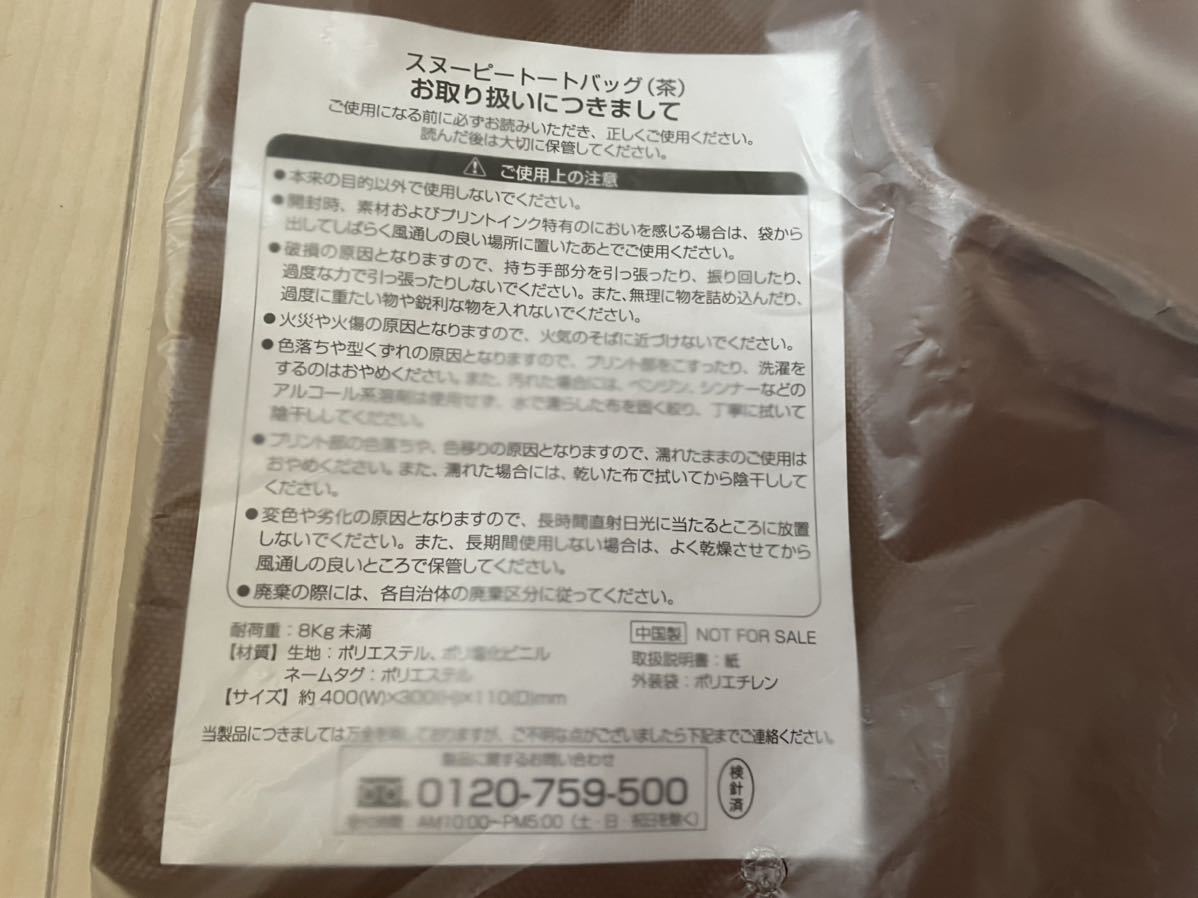 スヌーピートートバッグ(茶)
お取り扱いにつきまして
ご使用になる前に必ずお読みいただき、正しくご使用ください。
読んだ後は大切に保管してください。
ご使用上の注意
●本来の目的以外で使用しないでください。
●開封時、素材およびプリントインク特有のにおいを感じる場合は、袋から
出してしばらく風通しの良い場所に置いたあとでご使用ください。
●破損の原因となりますので、持ち手部分を引っ張ったり、振り回したり、
過度な力で引っ張ったりしないでください。また、無理に物を詰め込んだり、
過度に重たい物や鋭利な物を入れないでください。
●火災や火傷の原因となりますので、火気のそばに近づけないでください。
●色落ちや型くずれの原因となりますので、プリント部をこすったり、洗濯を
するのはおやめください。また、汚れた場合には、ベンジン、シンナーなどの
アルコール系溶剤は使用せず、水で濡らした布を固く絞り、丁寧に拭いて
陰干ししてください。
●プリント部の色落ちや、色移りの原因となりますので、濡れたままのご使用は
おやめください。また、濡れた場合には、乾いた布で拭いてから陰干しして
ください。
●変色や劣化の原因となりますので、長時間直射日光に当たるところに放置
しないでください。また、長期間使用しない場合は、よく乾燥させてから
風通しの良いところで保管してください。
●廃棄の際には、各自治体の廃棄区分に従ってください。
耐荷重:8Kg未満
【材質】生地:ポリエステル、ポリ塩化ビニル
ネームタグ:ポリエステル
【サイズ】約400(W)×300(H)×110(D)mm
中国製 NOT FOR SALE
取扱説明書:紙
外装袋:ポリエチレン
当製品につきましては万全を期しておりますが、ご不明な点がございましたら下記までご連絡ください。
製品に関するお問い合わせ
0120-759-500
受付時間 AM10:00~PM5:00 (土・日・祝日を除く)
検針済